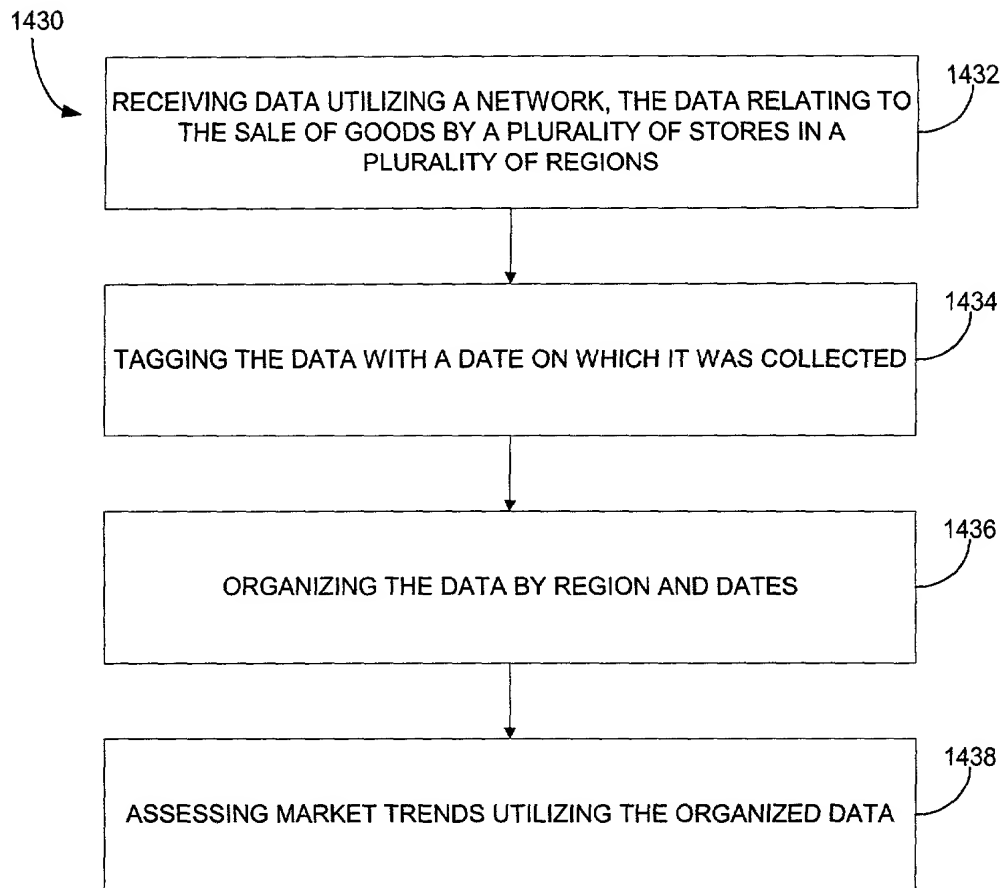 1430
1432
RECEIVING DATA UTILIZING A NETWORK, THE DATA RELATING TO
THE SALE OF GOODS BY A PLURALITY OF STORES IN A
PLURALITY OF REGIONS
1434
TAGGING THE DATA WITH A DATE ON WHICH IT WAS COLLECTED
1436
ORGANIZING THE DATA BY REGION AND DATES
1438
ASSESSING MARKET TRENDS UTILIZING THE ORGANIZED DATA